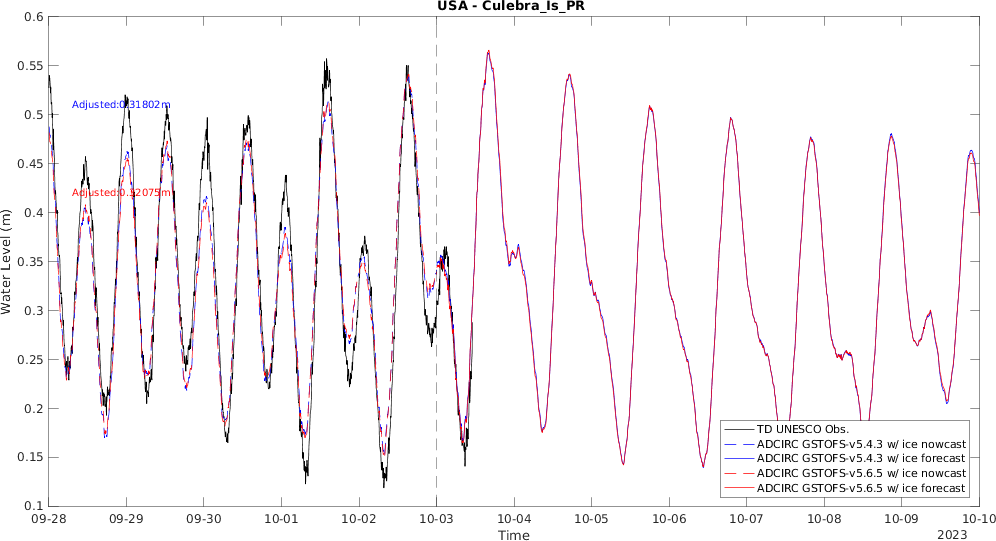 USA - Culebra_Is_PR
0.6
0.55
0.5
0.45
0.4
0.35
0.3
0.25
0.2
0.15
0.1
Water Level (m)
Adjusted:0.31802m
Adjusted:0.32075m
TD UNESCO Obs.
ADCIRC GSTOFS-v5.4.3 w/ ice nowcast
ADCIRC GSTOFS-v5.4.3 w/ ice forecast
ADCIRC GSTOFS-v5.6.5 w/ ice nowcast
ADCIRC GSTOFS-v5.6.5 w/ ice forecast
09-28 09-29 09-30 10-01 10-02 10-03 10-04 10-05 10-06 10-07 10-08 10-09 10-10
Time
2023